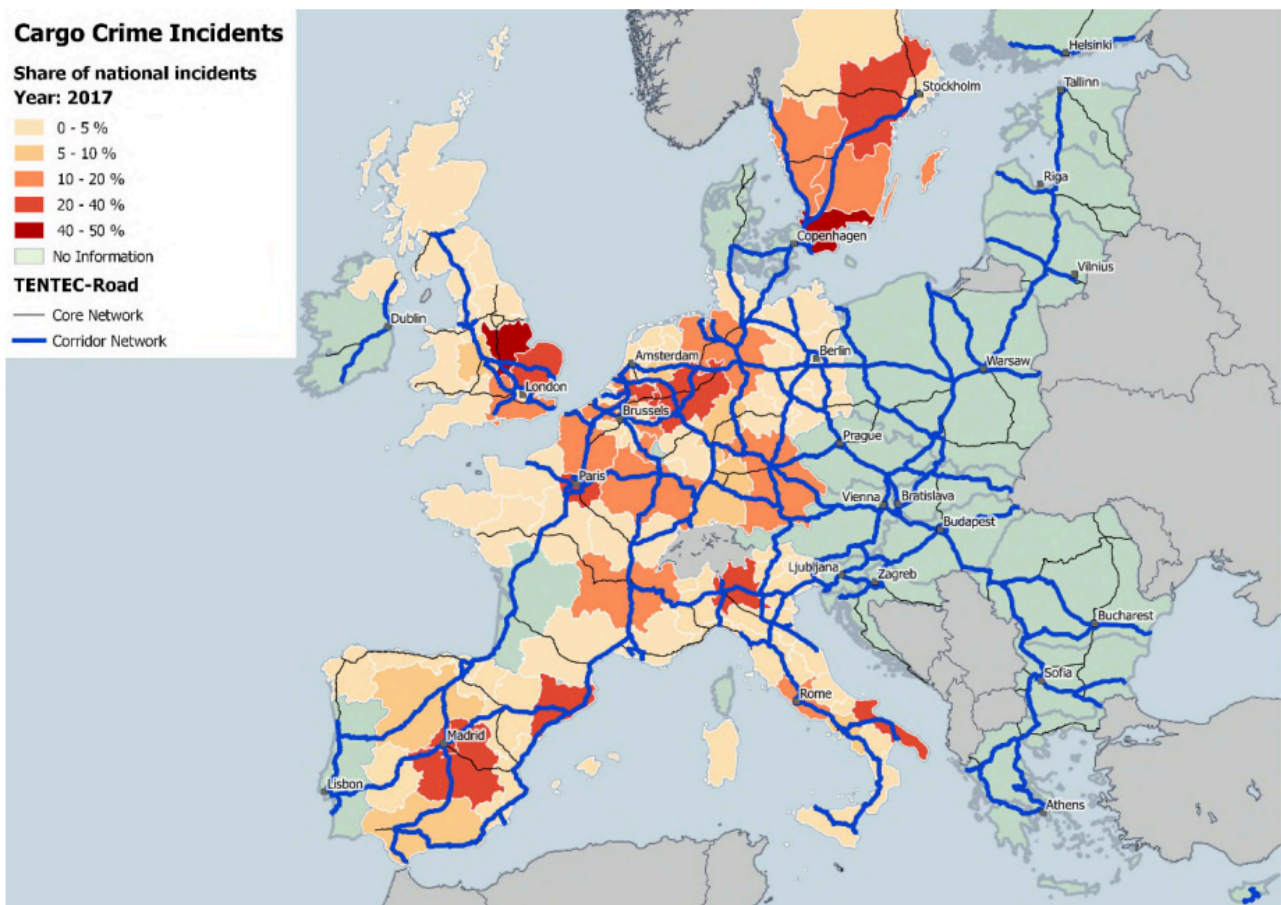 Cargo Crime Incidents
Share of national incidents
Year: 2017
0 - 5 %
5 - 10 %
10 - 20 %
20 - 40 %
40 - 50 %
No Information
TENTEC-Road
Core Network
Corridor Network
Helsinki
Tallinn
Stockholm
Riga
Copenhagen
Vilnius
Dublin
Amsterdam
Berlin
Warsaw
London
Brussels
Prague
Paris
Vienna
Bratislava
Budapest
Ljubljana
Zagreb
Bucharest
Sofia
Rome
Madrid
Lisbon
Athens